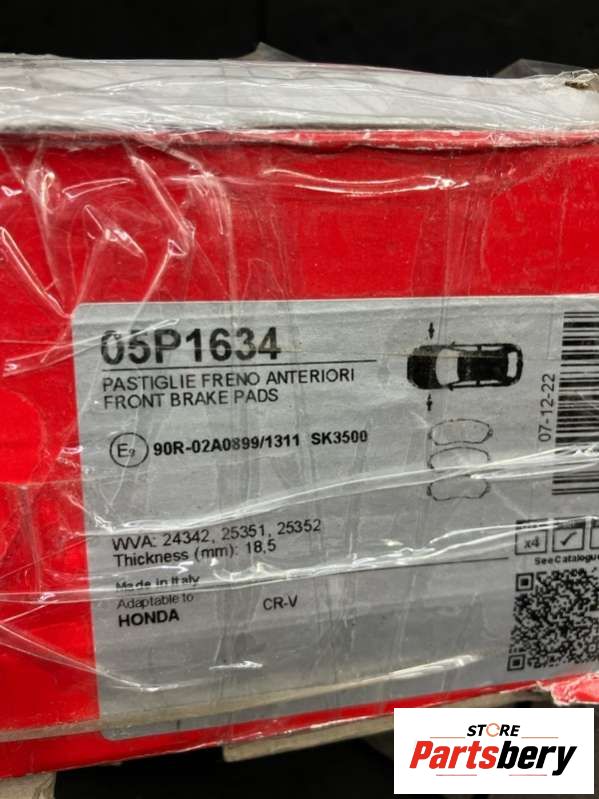 05P1634
PASTIGLIE FRENO ANTERIORI
FRONT BRAKE PADS
07-12-22
E9 90R-02A0899/1311 SK3500
WVA: 24342, 25351, 25352
Thickness (mm): 18,5
x4
See Catalogue
Made in Italy
Adaptable to
HONDA CR-V
STORE
Partsbery